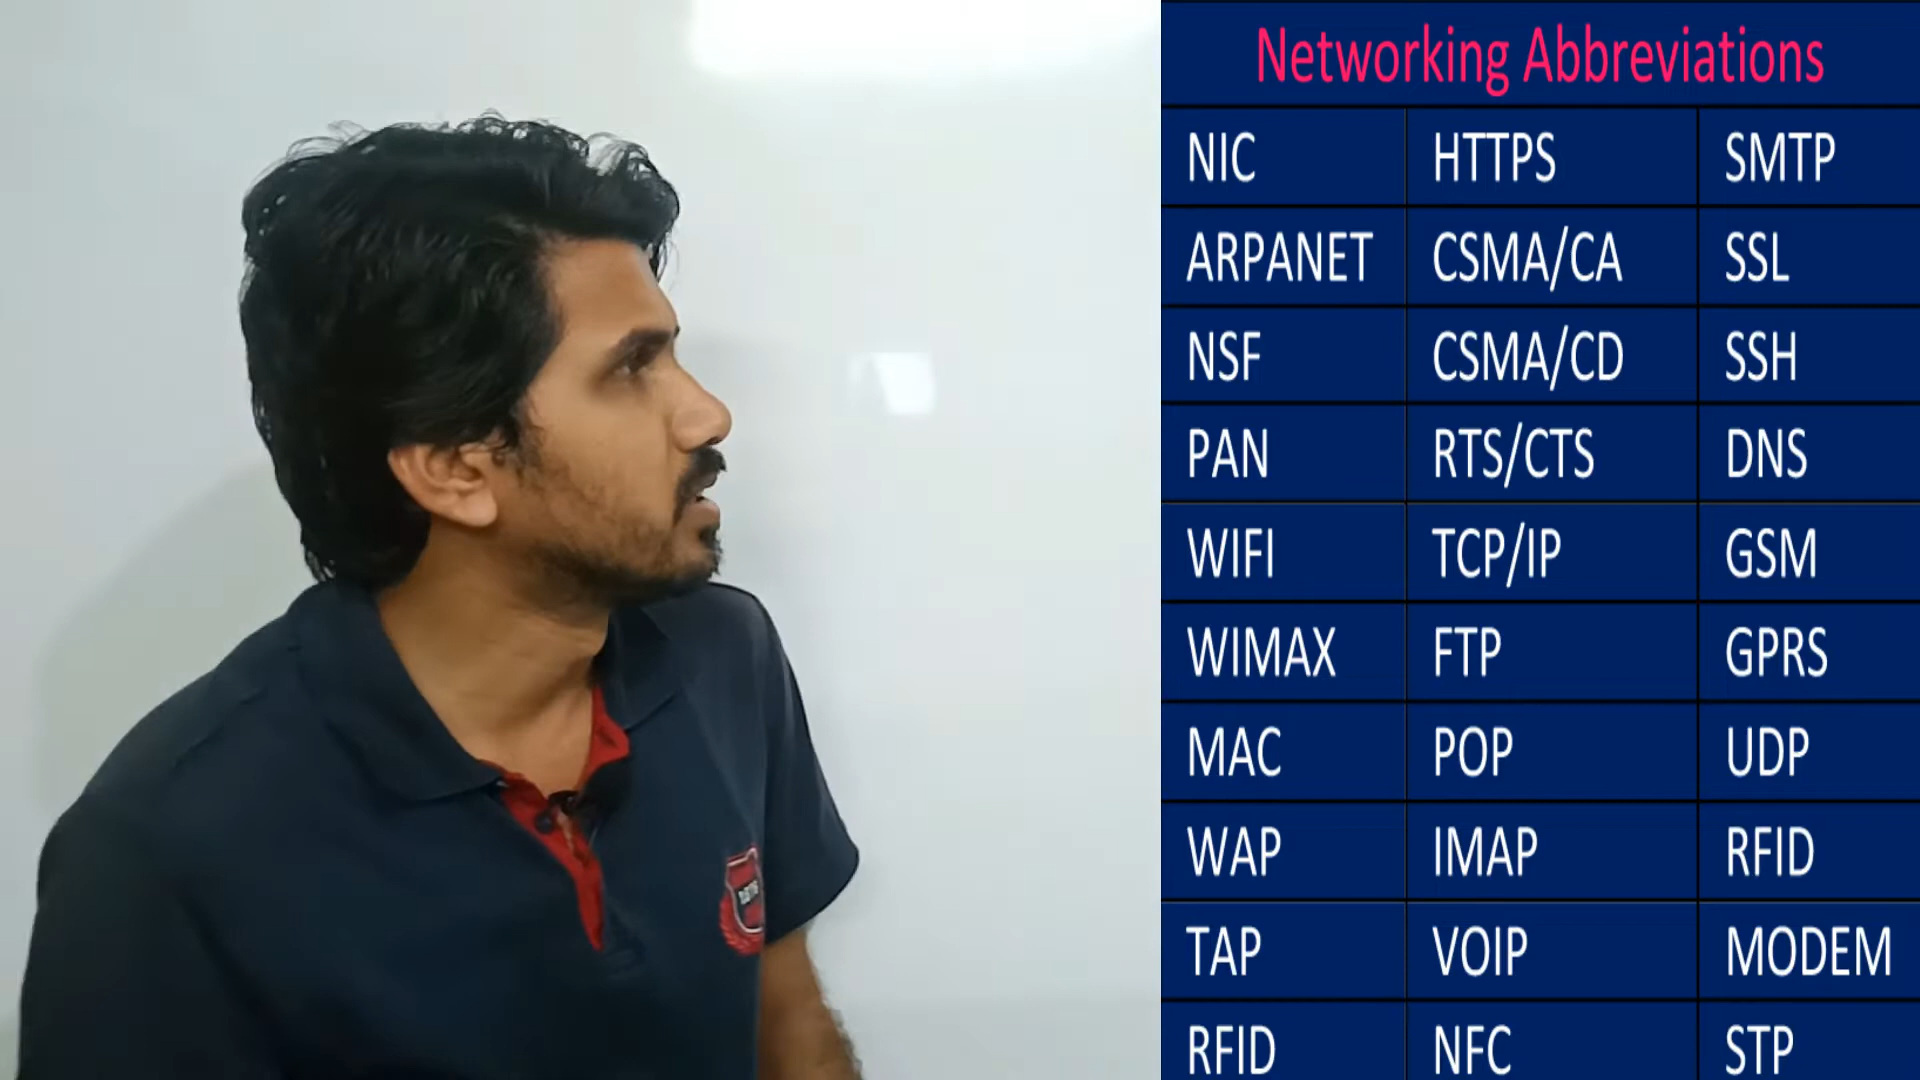 Networking Abbreviations
NIC HTTPS SMTP
ARPANET CSMA/CA SSL
NSF CSMA/CD SSH
PAN RTS/CTS DNS
WIFI TCP/IP GSM
WIMAX FTP GPRS
MAC POP UDP
WAP IMAP RFID
TAP VOIP MODEM
RFID NFC STP